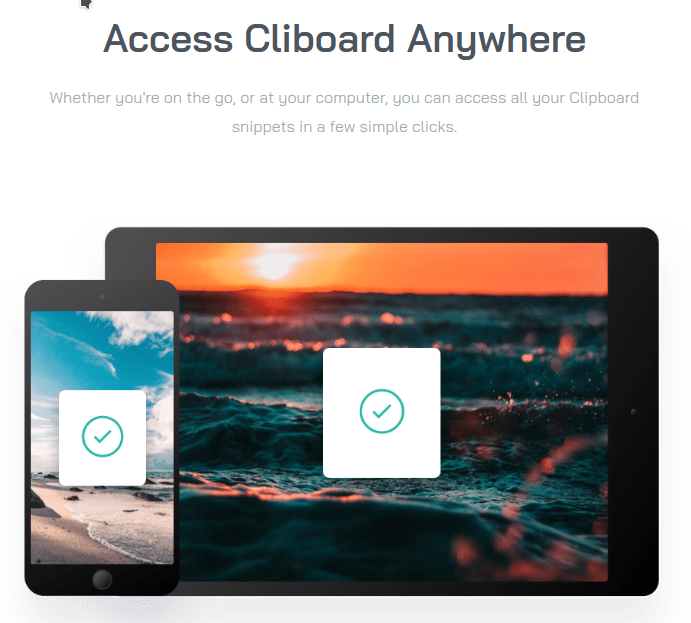 Access Cliboard Anywhere
Whether you're on the go, or at your computer, you can access all your Clipboard
snippets in a few simple clicks.